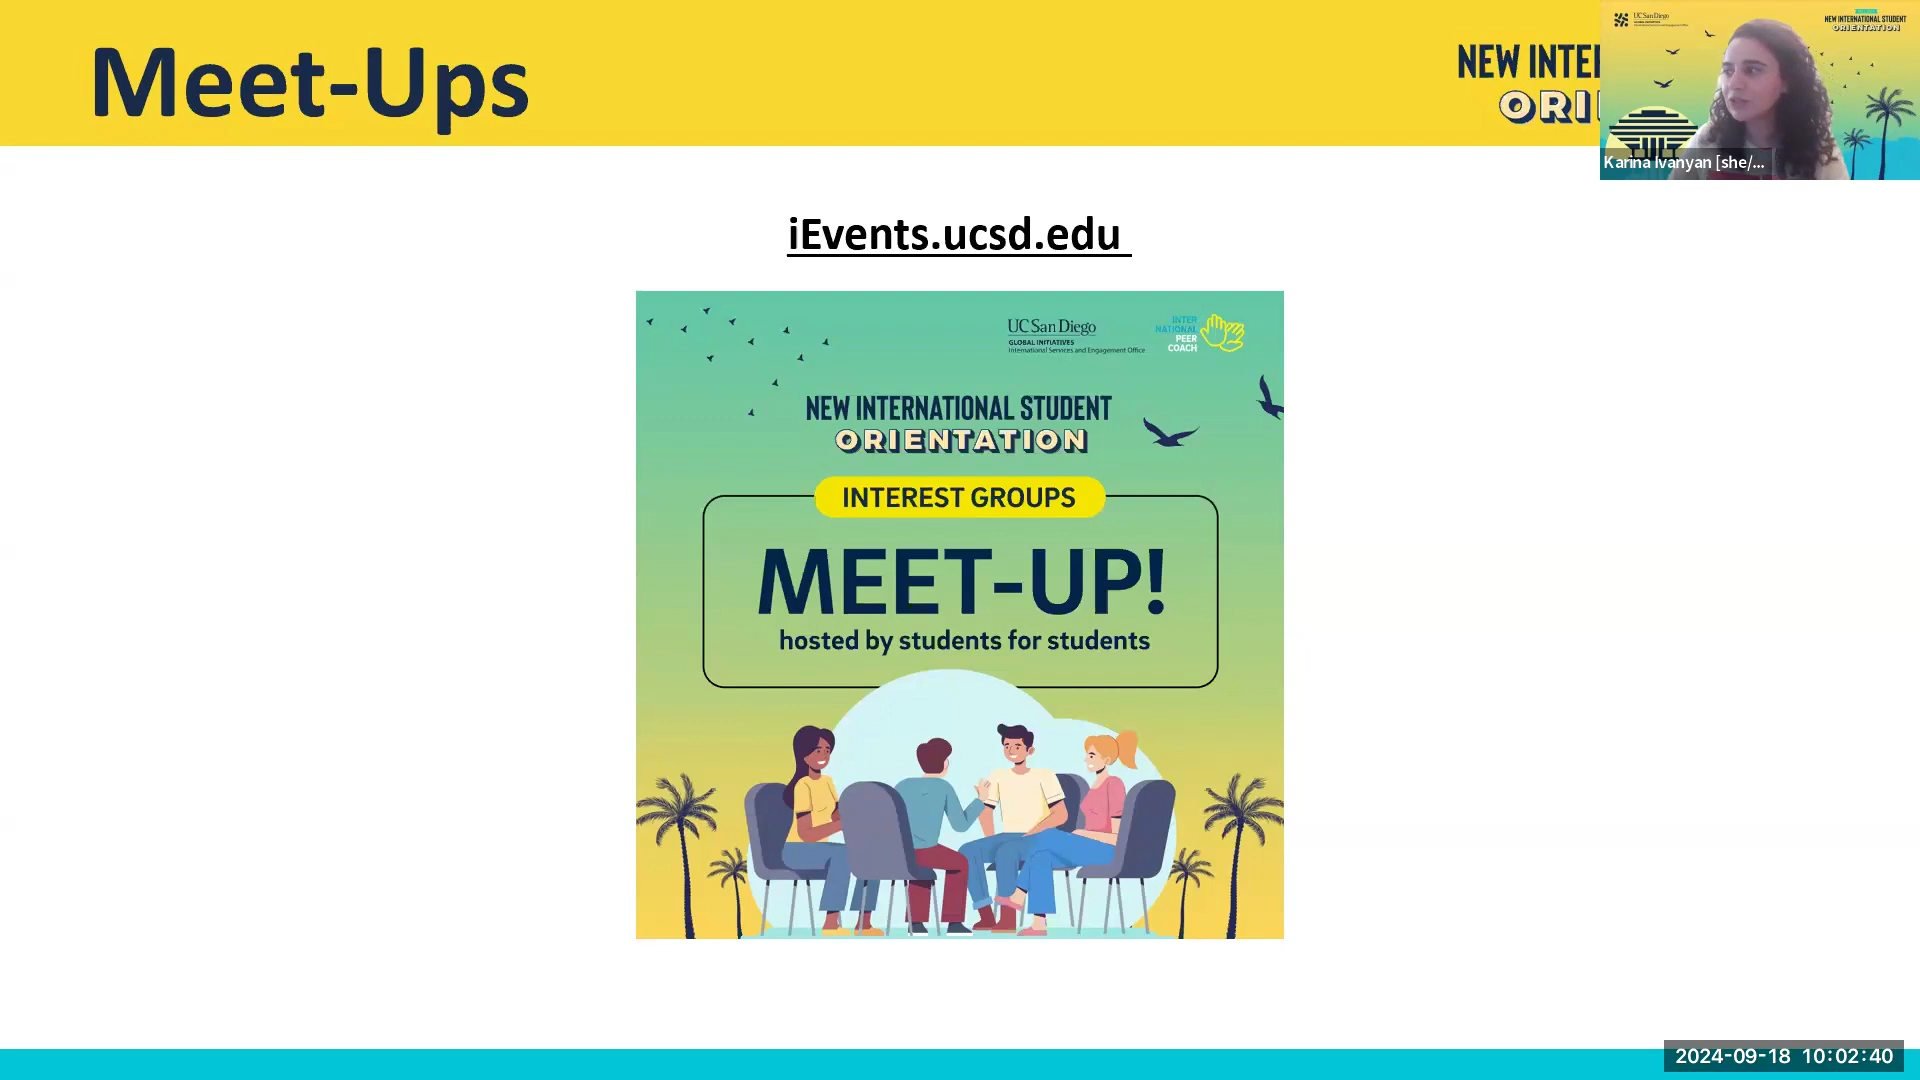 Meet-Ups
NEW INTER
ORI
UC San Diego
NEW INTERNATIONAL STUDENT
ORIENTATION
Karina Ivanyan [she/...
iEvents.ucsd.edu
UC San Diego
GLOBAL INITIATIVES
International Services and Engagement Office
INTER
NATIONAL
PEER
COACH
NEW INTERNATIONAL STUDENT
ORIENTATION
INTEREST GROUPS
MEET-UP!
hosted by students for students
2024-09-18 10:02:40